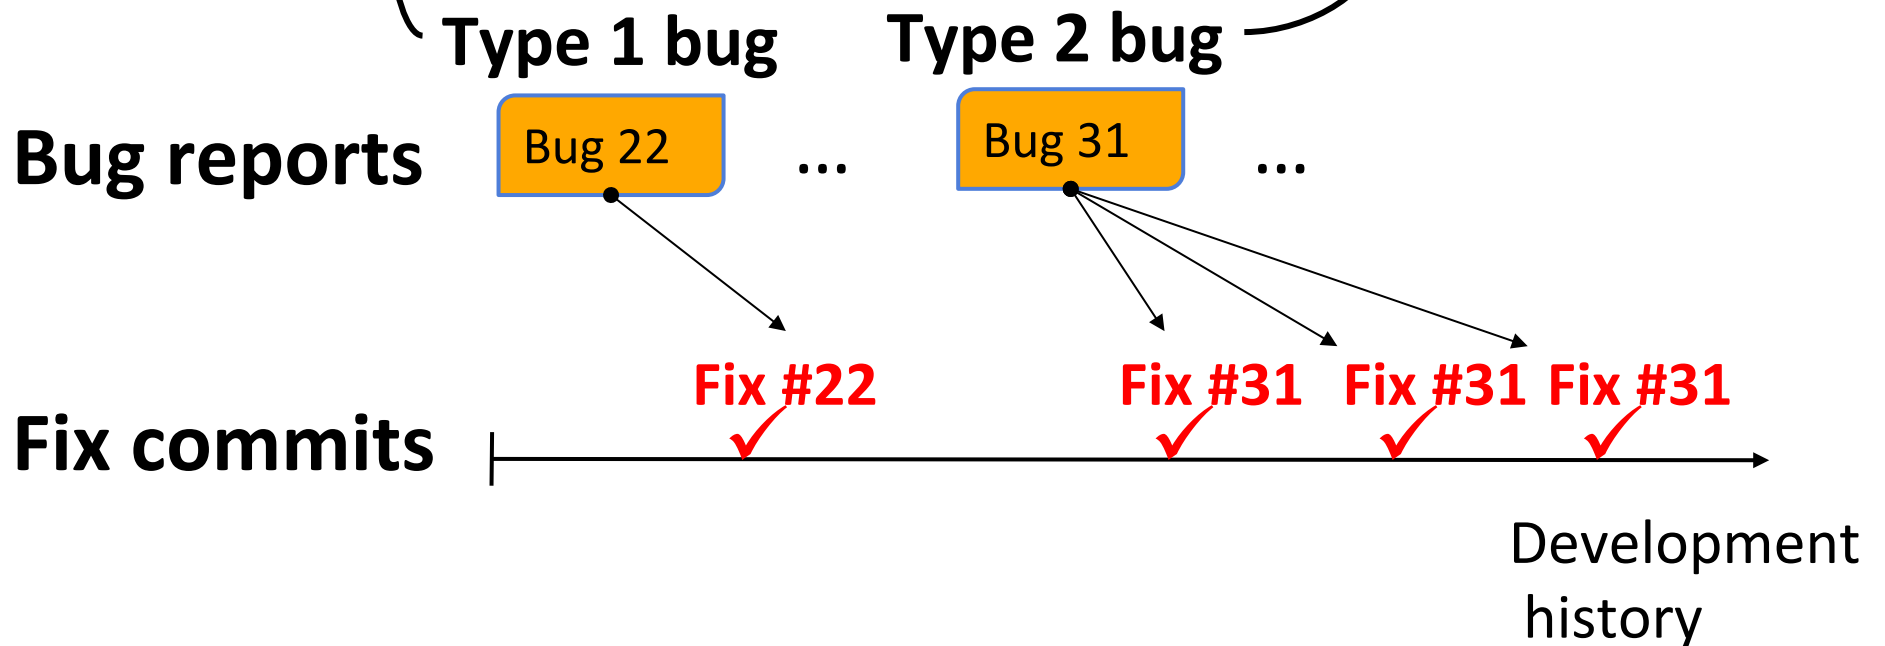 Type 1 bug
Type 2 bug
Bug reports
Bug 22
...
Bug 31
...
Fix #22
Fix #31
Fix #31
Fix #31
Fix commits
Development
history